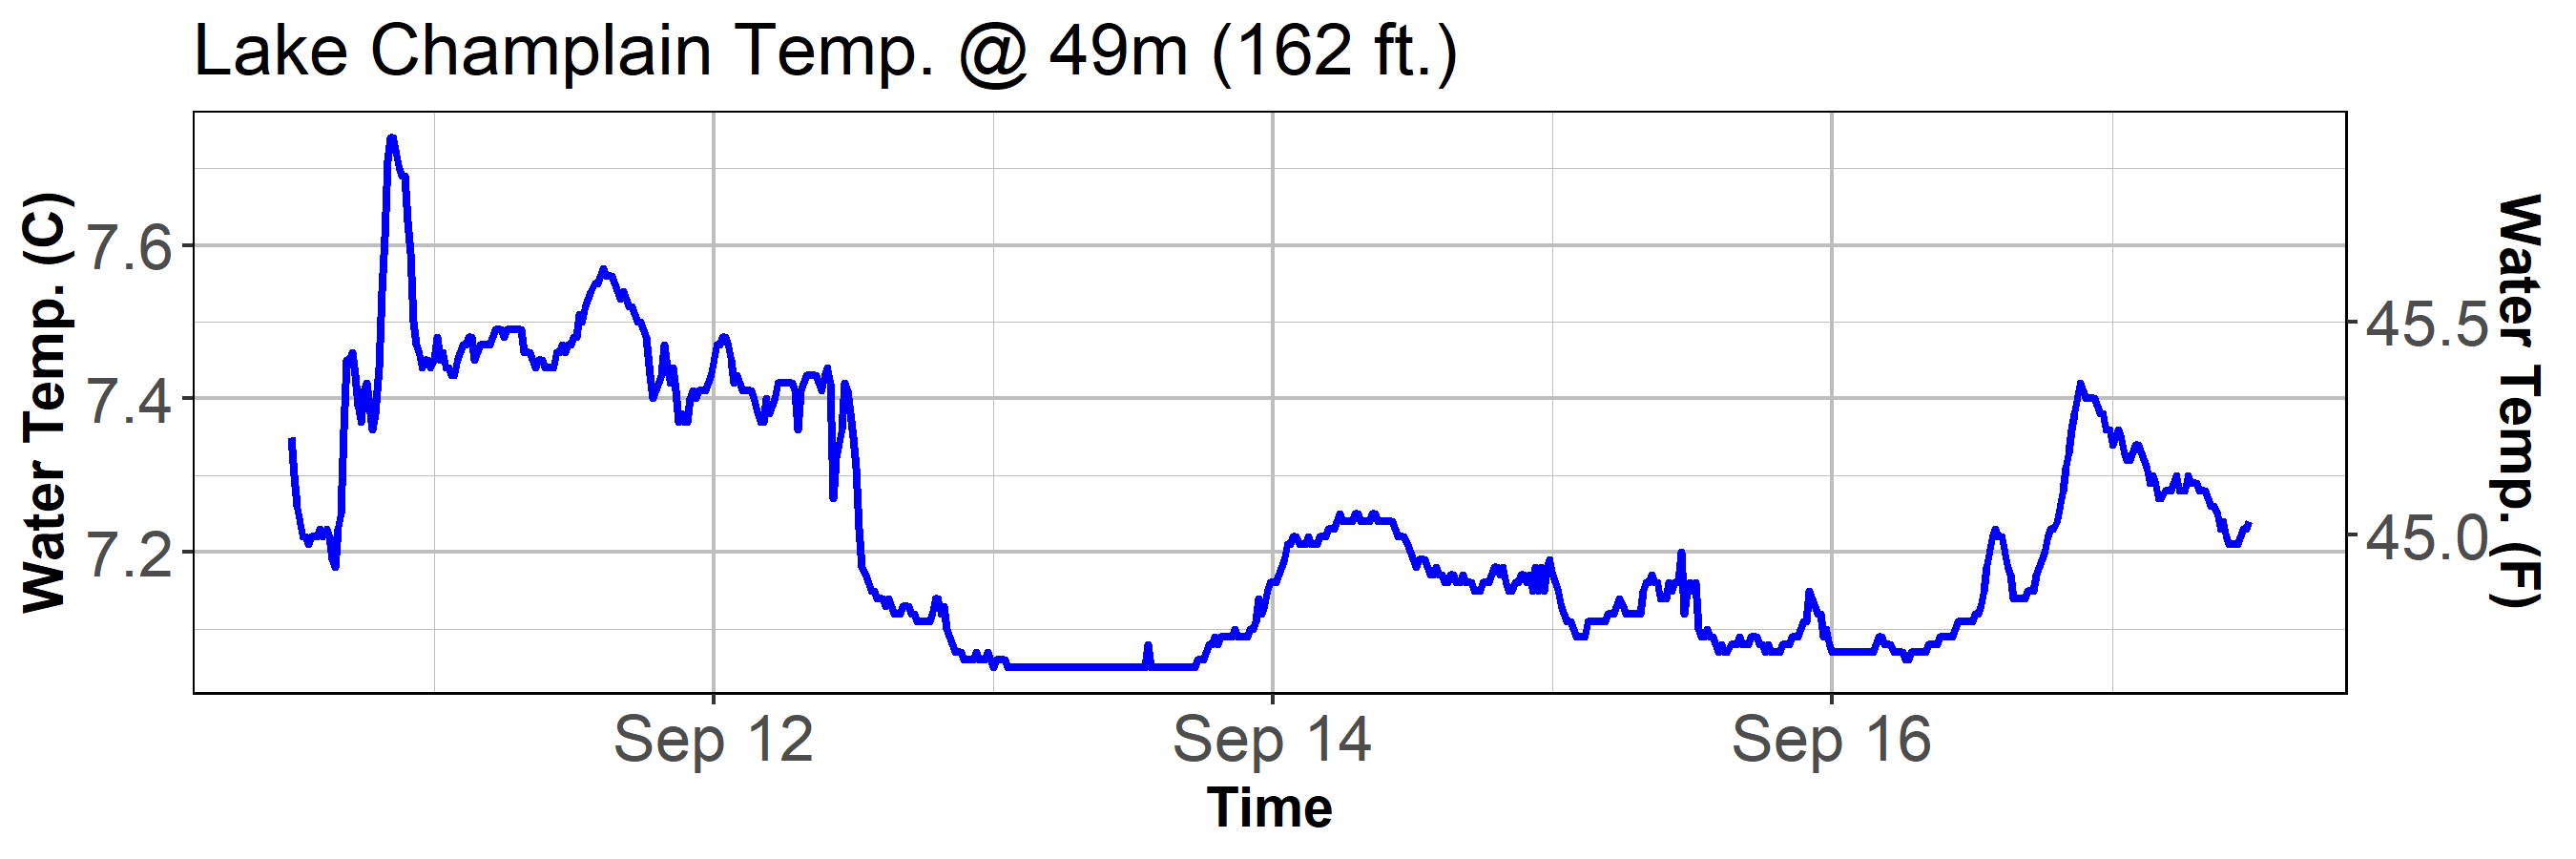 Lake Champlain Temp. @ 49m (162 ft.)
Water Temp. (C)
7.6
7.4
7.2
45.5
45.0
Water Temp. (F)
Sep 12
Sep 14
Sep 16
Time